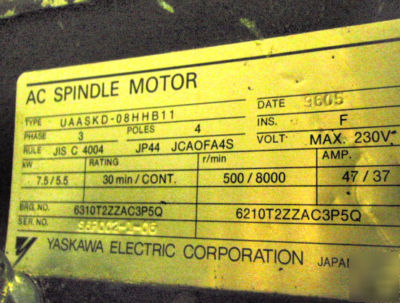 AC SPINDLE MOTOR
TYPE UAASKD-08HHB11 DATE 9605
PHASE 3 POLES 4 INS. F
RULE JIS C 4004 JP44 JCAOFA4S VOLT MAX. 230V
kW RATING r/min AMP.
7.5/5.5 30 min/CONT. 500/8000 47/37
BRG. NO. 6310T2ZZAC3P5Q 6210T2ZZAC3P5Q
SER. NO.
YASKAWA ELECTRIC CORPORATION JAPAN